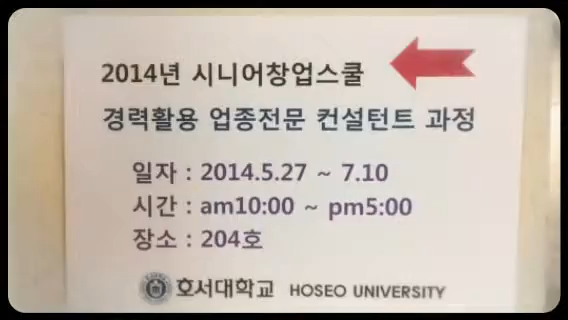 2014년 시니어창업스쿨
경력활용 업종전문 컨설턴트 과정
일자 : 2014.5.27 ~ 7.10
시간 : am10:00 ~ pm5:00
장소 : 204호
호서대학교 HOSEO UNIVERSITY